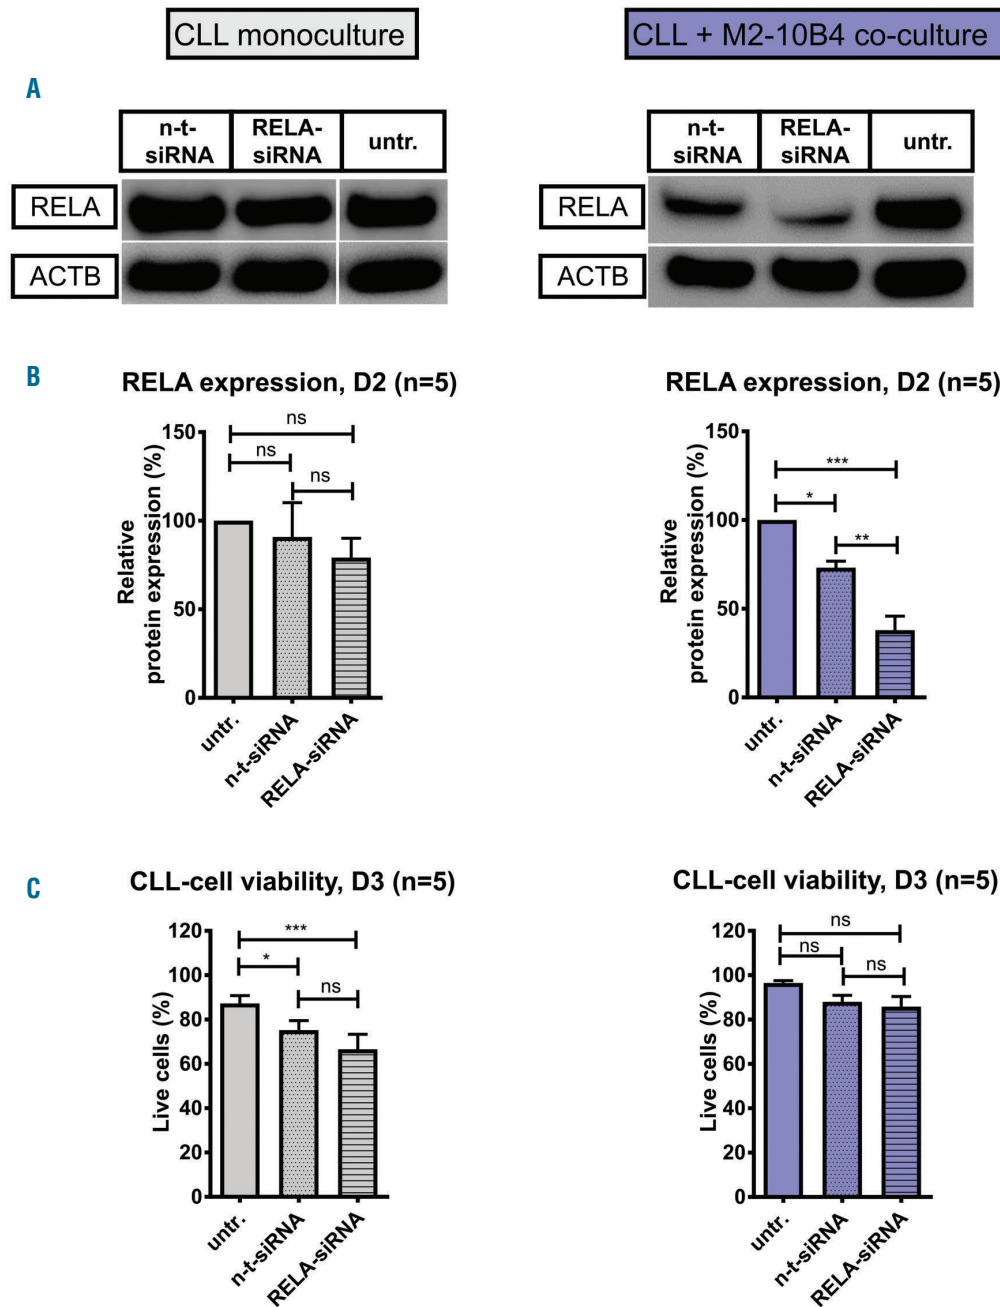 CLL monoculture
CLL + M2-10B4 co-culture
A
n-t-
siRNA
RELA-
siRNA
untr.
RELA
ACTB
n-t-
siRNA
RELA-
siRNA
untr.
RELA
ACTB
B
RELA expression, D2 (n=5)
Relative
protein expression (%)
150
100
50
0
ns
ns
ns
untr.
n-t-siRNA
RELA-siRNA
RELA expression, D2 (n=5)
Relative
protein expression (%)
150
100
50
0
***
*
**
untr.
n-t-siRNA
RELA-siRNA
C
CLL-cell viability, D3 (n=5)
Live cells (%)
120
100
80
60
40
20
0
***
*
ns
untr.
n-t-siRNA
RELA-siRNA
CLL-cell viability, D3 (n=5)
Live cells (%)
120
100
80
60
40
20
0
ns
ns
ns
untr.
n-t-siRNA
RELA-siRNA